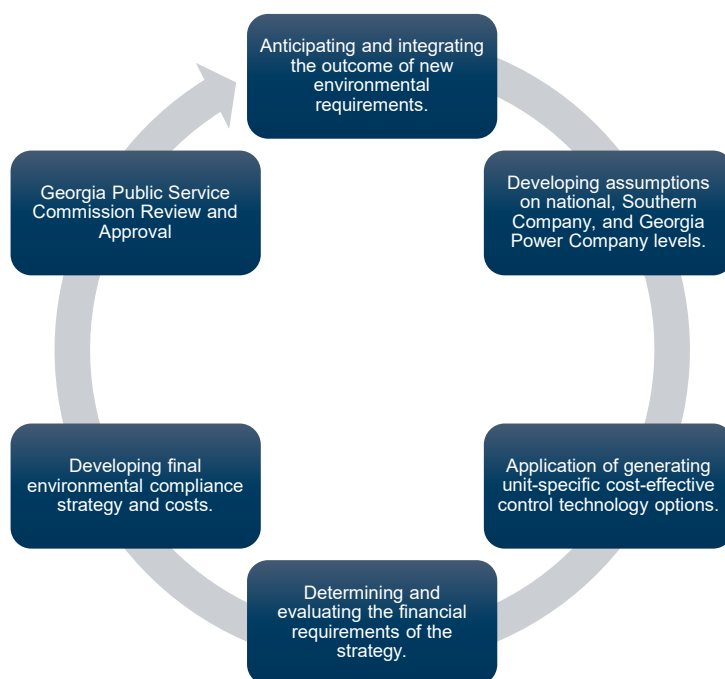 Anticipating and integrating
the outcome of new
environmental
requirements.
Developing assumptions
on national, Southern
Company, and Georgia
Power Company levels.
Application of generating
unit-specific cost-effective
control technology options.
Determining and
evaluating the financial
requirements of the
strategy.
Developing final
environmental compliance
strategy and costs.
Georgia Public Service
Commission Review and
Approval